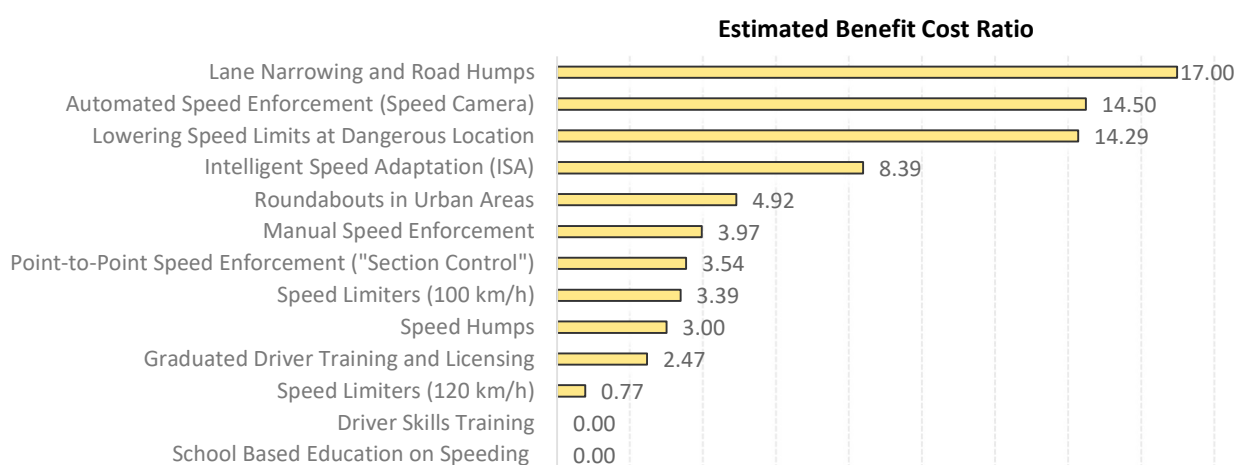 Estimated Benefit Cost Ratio
Lane Narrowing and Road Humps 17.00
Automated Speed Enforcement (Speed Camera) 14.50
Lowering Speed Limits at Dangerous Location 14.29
Intelligent Speed Adaptation (ISA) 8.39
Roundabouts in Urban Areas 4.92
Manual Speed Enforcement 3.97
Point-to-Point Speed Enforcement ("Section Control") 3.54
Speed Limiters (100 km/h) 3.39
Speed Humps 3.00
Graduated Driver Training and Licensing 2.47
Speed Limiters (120 km/h) 0.77
Driver Skills Training 0.00
School Based Education on Speeding 0.00